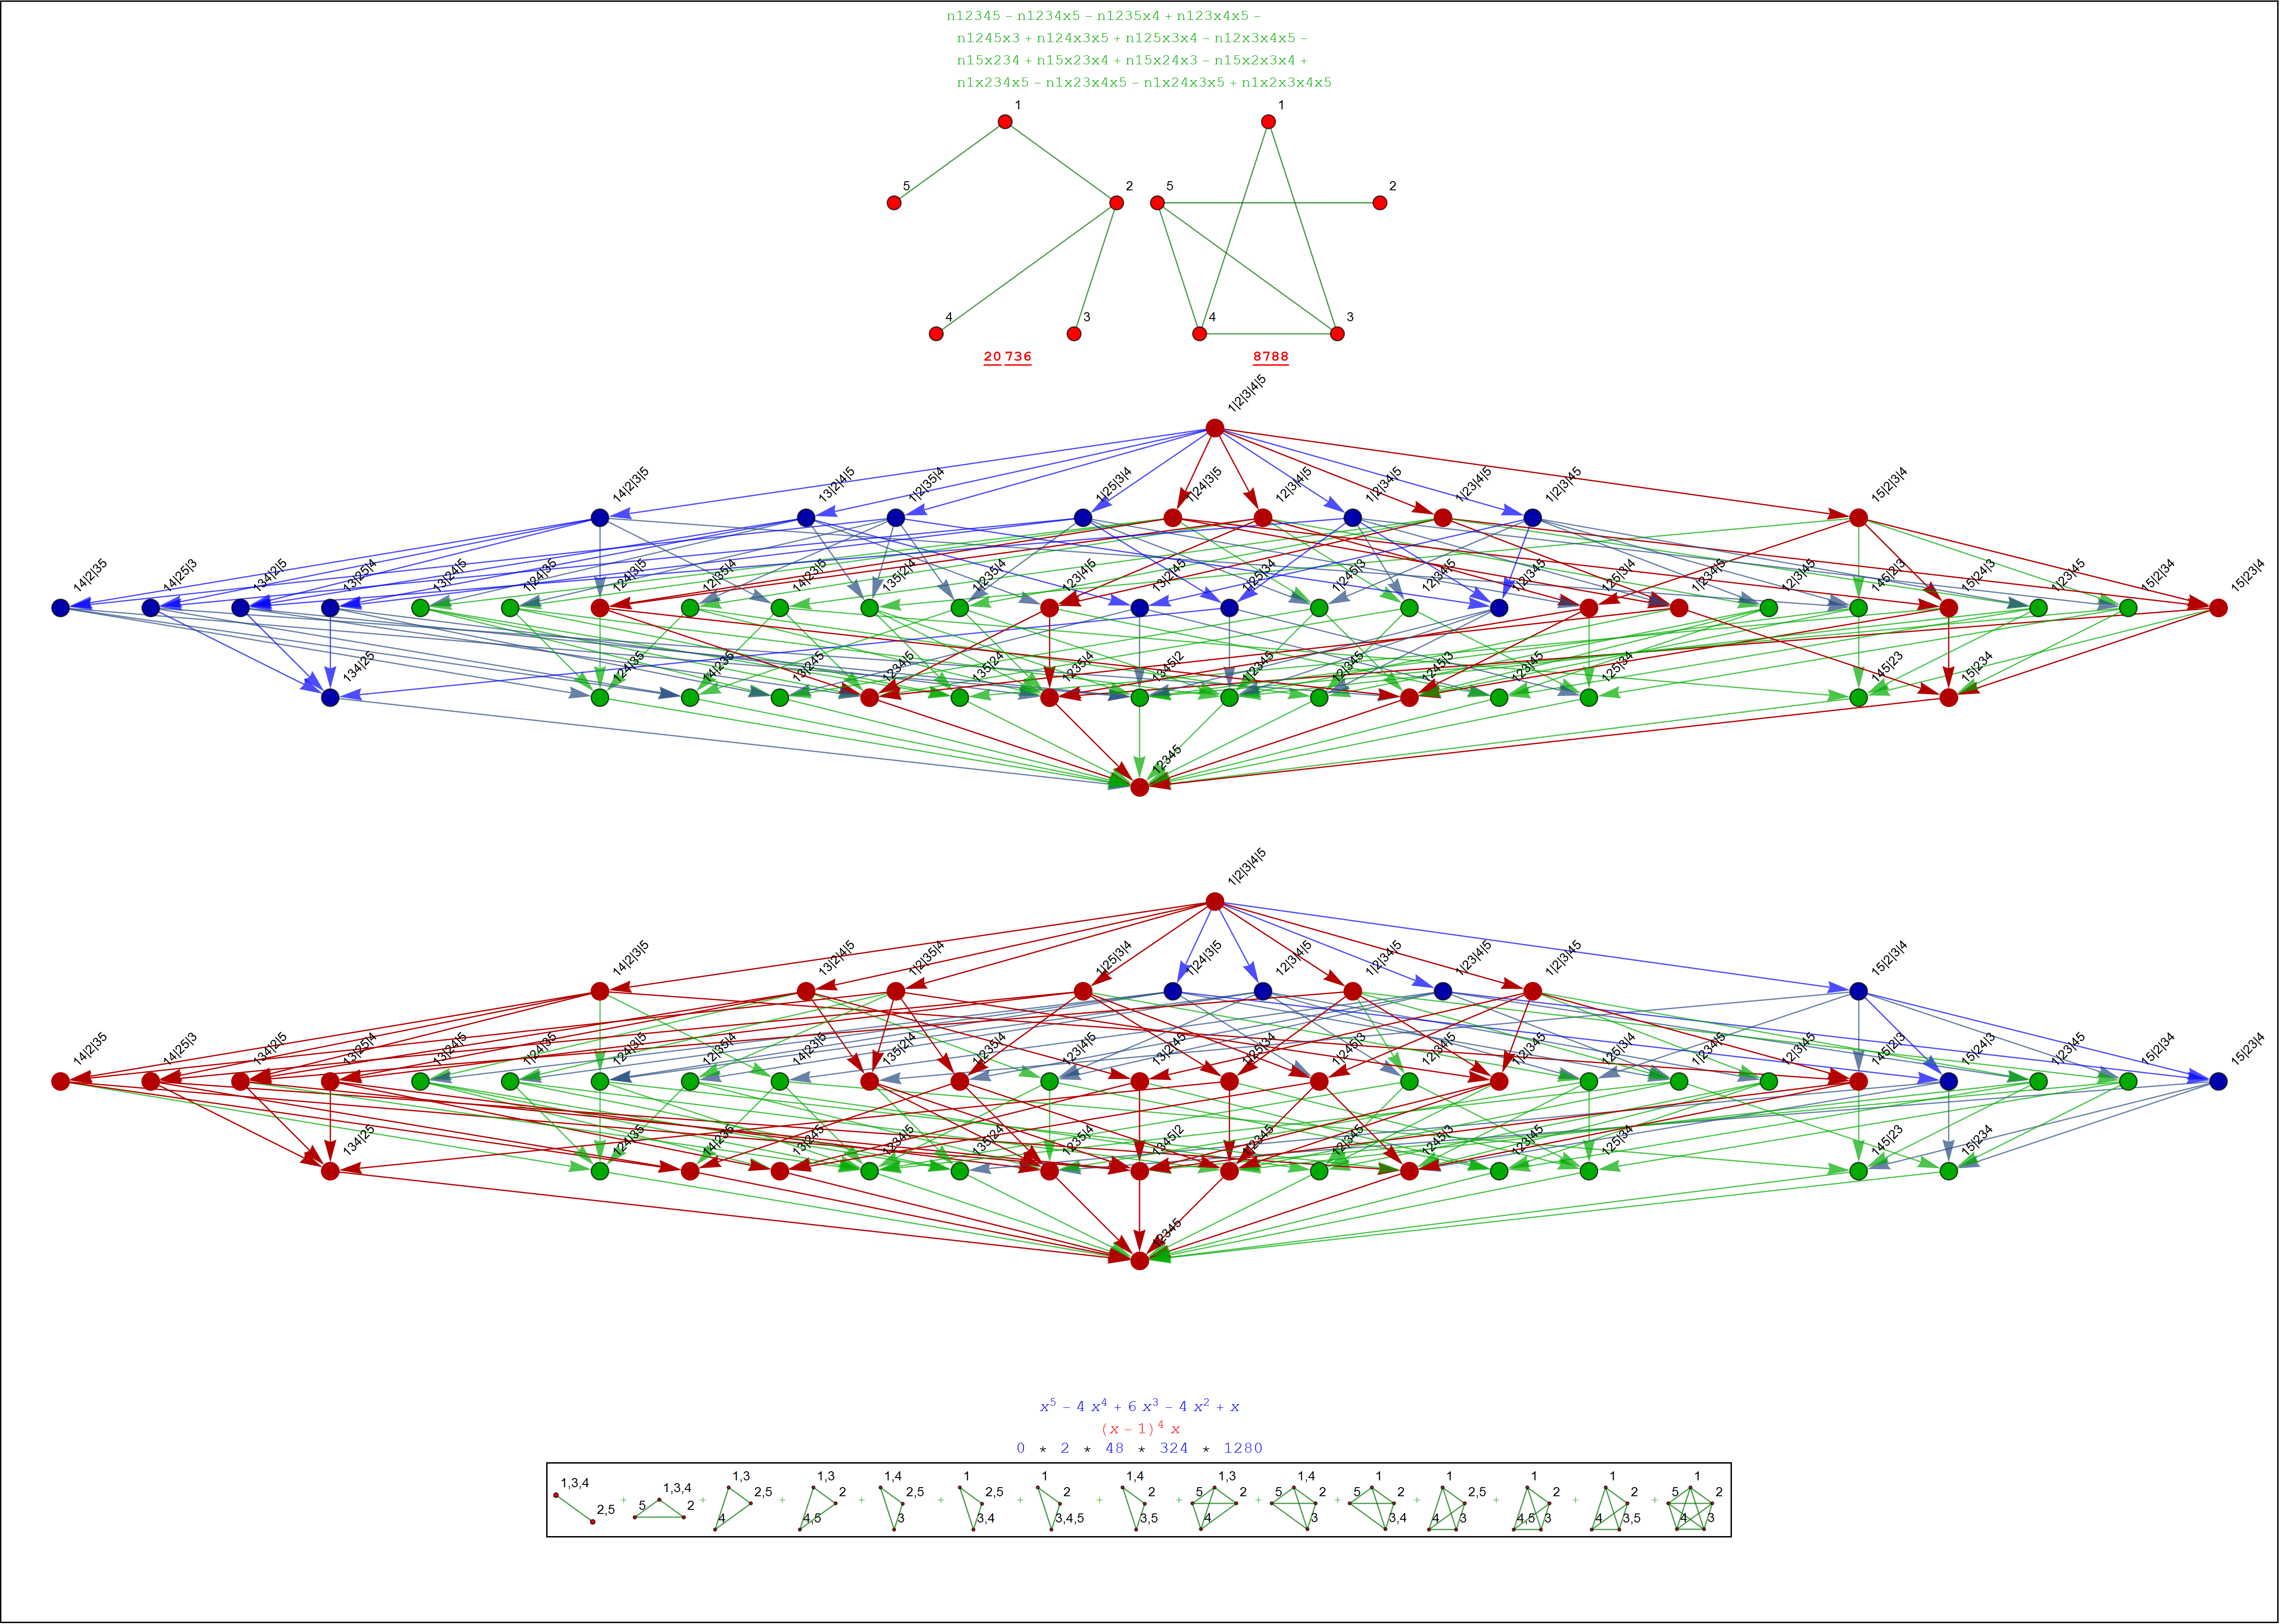 n12345 − n1234x5 − n1235x4 + n123x4x5 −
n1245x3 + n124x3x5 + n125x3x4 − n12x3x4x5 −
n15x234 + n15x23x4 + n15x24x3 − n15x2x3x4 +
n1x234x5 − n1x23x4x5 − n1x24x3x5 + n1x2x3x4x5
1 1
5 2 5 2
4 3 4 3
20 736 8788
1|2|3|4|5
14|2|3|5 13|2|4|5 1|2|35|4 1|25|3|4 1|24|3|5 12|3|4|5 1|2|34|5 1|23|4|5 1|2|3|45 15|2|3|4
14|2|35 14|25|3 134|2|5 13|25|4 13|24|5 1|24|35 124|3|5 12|35|4 14|23|5 135|2|4 1|235|4 123|4|5 13|2|45 1|25|34 1|245|3 12|34|5 1|2|345 125|3|4 1|234|5 12|3|45 145|2|3 15|24|3 1|23|45 15|2|34 15|23|4
134|25 124|35 14|235 13|245 1234|5 135|24 1235|4 1345|2 1|2345 12|345 1245|3 123|45 125|34 145|23 15|234
12345
1|2|3|4|5
14|2|3|5 13|2|4|5 1|2|35|4 1|25|3|4 1|24|3|5 12|3|4|5 1|2|34|5 1|23|4|5 1|2|3|45 15|2|3|4
14|2|35 14|25|3 134|2|5 13|25|4 13|24|5 1|24|35 124|3|5 12|35|4 14|23|5 135|2|4 1|235|4 123|4|5 13|2|45 1|25|34 1|245|3 12|34|5 1|2|345 125|3|4 1|234|5 12|3|45 145|2|3 15|24|3 1|23|45 15|2|34 15|23|4
134|25 124|35 14|235 13|245 1234|5 135|24 1235|4 1345|2 1|2345 12|345 1245|3 123|45 125|34 145|23 15|234
12345
x⁵ − 4 x⁴ + 6 x³ − 4 x² + x
(x − 1)⁴ x
0 * 2 * 48 * 324 * 1280
1,3,4 1,3,4 1,3 1,3 1,4 1 1 1,4 1,3 1,4 1 1 1 1 1
2,5 + 5 2 + 2,5 + 2 + 2,5 + 2,5 + 2 + 2 + 5 2 + 5 2 + 5 2 + 2,5 + 2 + 2 + 5 2
4 4,5 3 3,4 3,4,5 3,5 4 3 3,4 4 3 4,5 3 4 3,5 4 3